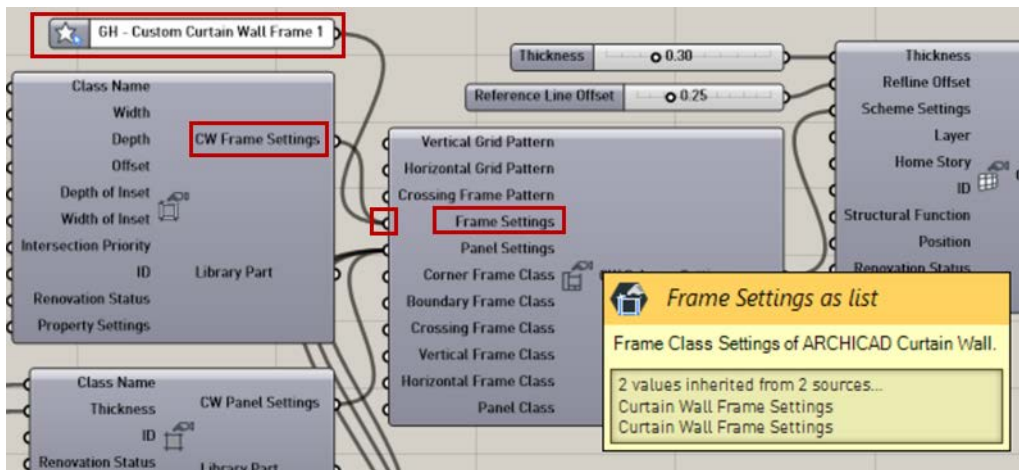 GH - Custom Curtain Wall Frame 1
Class Name
Width
Depth
CW Frame Settings
Offset
Depth of Inset
Width of Inset
Intersection Priority
ID
Library Part
Renovation Status
Property Settings
Class Name
Thickness
CW Panel Settings
ID
Renovation Status
Library Part
Thickness
0.30
Reference Line Offset
0.25
Vertical Grid Pattern
Horizontal Grid Pattern
Crossing Frame Pattern
Frame Settings
Panel Settings
Corner Frame Class
Boundary Frame Class
Crossing Frame Class
Vertical Frame Class
Horizontal Frame Class
Panel Class
Thickness
Refline Offset
Scheme Settings
Layer
Home Story
ID
Structural Function
Position
Renovation Status
Frame Settings as list
Frame Class Settings of ARCHICAD Curtain Wall.
2 values inherited from 2 sources...
Curtain Wall Frame Settings
Curtain Wall Frame Settings